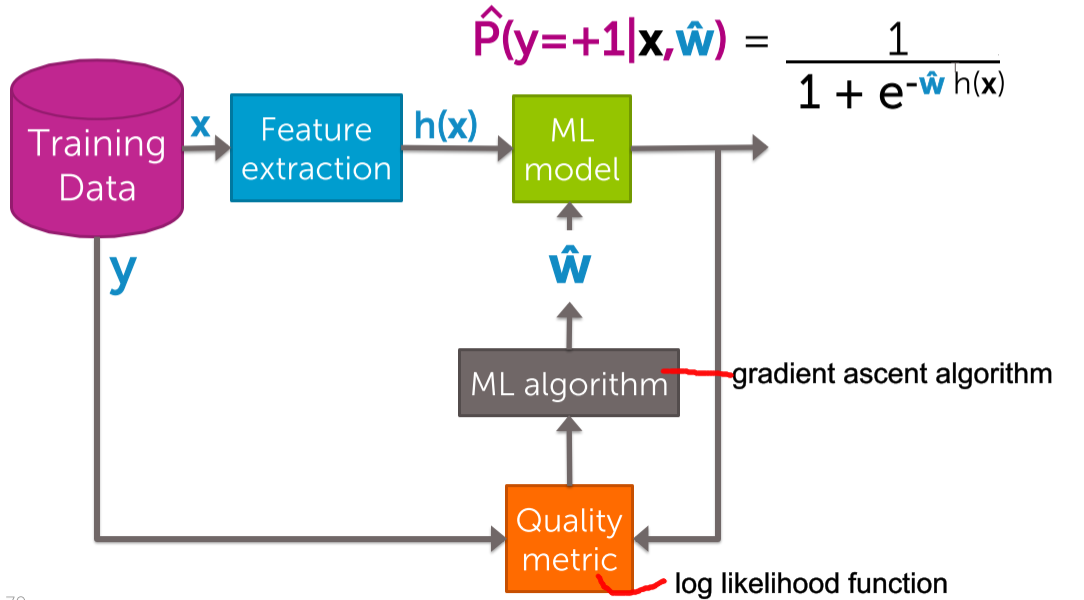 P̂(y=+1|x,ŵ) = 1
1 + e^-ŵ h(x)
Training
Data
x
Feature
extraction
h(x)
ML
model
y
ŵ
ML algorithm
gradient ascent algorithm
Quality
metric
log likelihood function